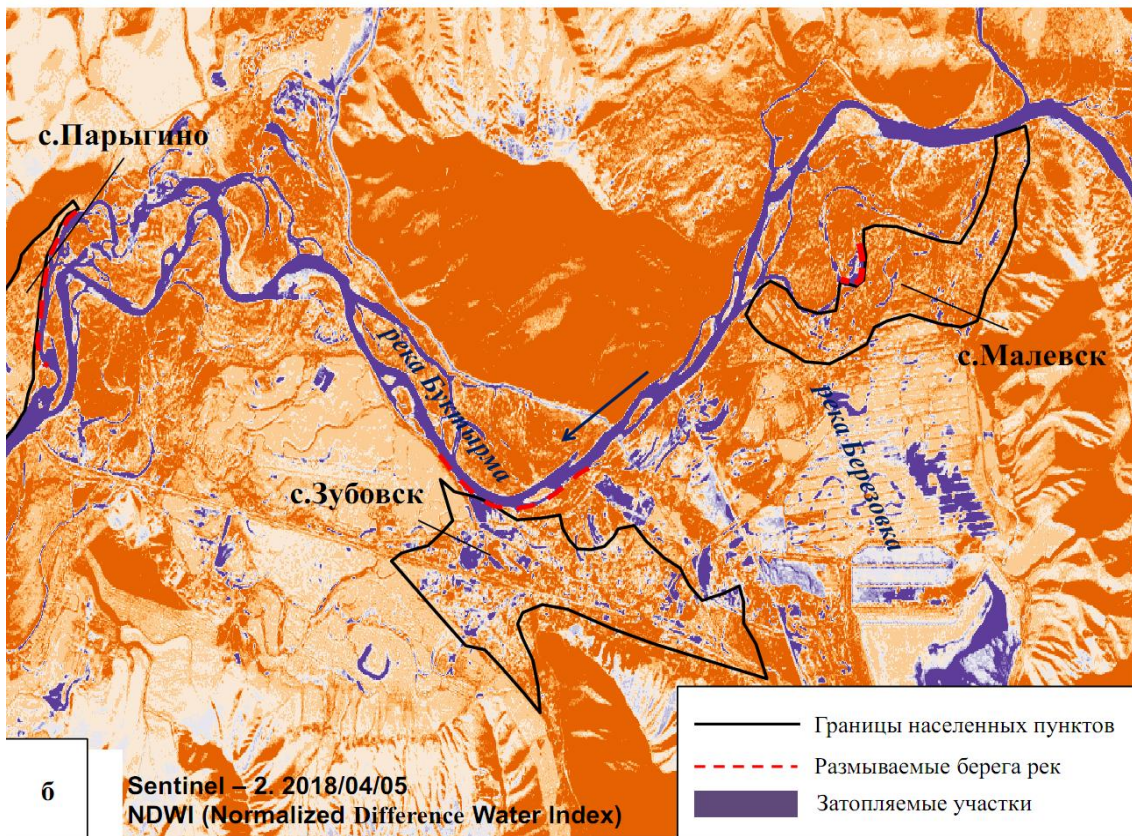 с.Парыгино
с.Малевск
река Буктырма
река Березовка
с.Зубовск
Границы населенных пунктов
Размываемые берега рек
Затопляемые участки
б
Sentinel – 2. 2018/04/05
NDWI (Normalized Difference Water Index)